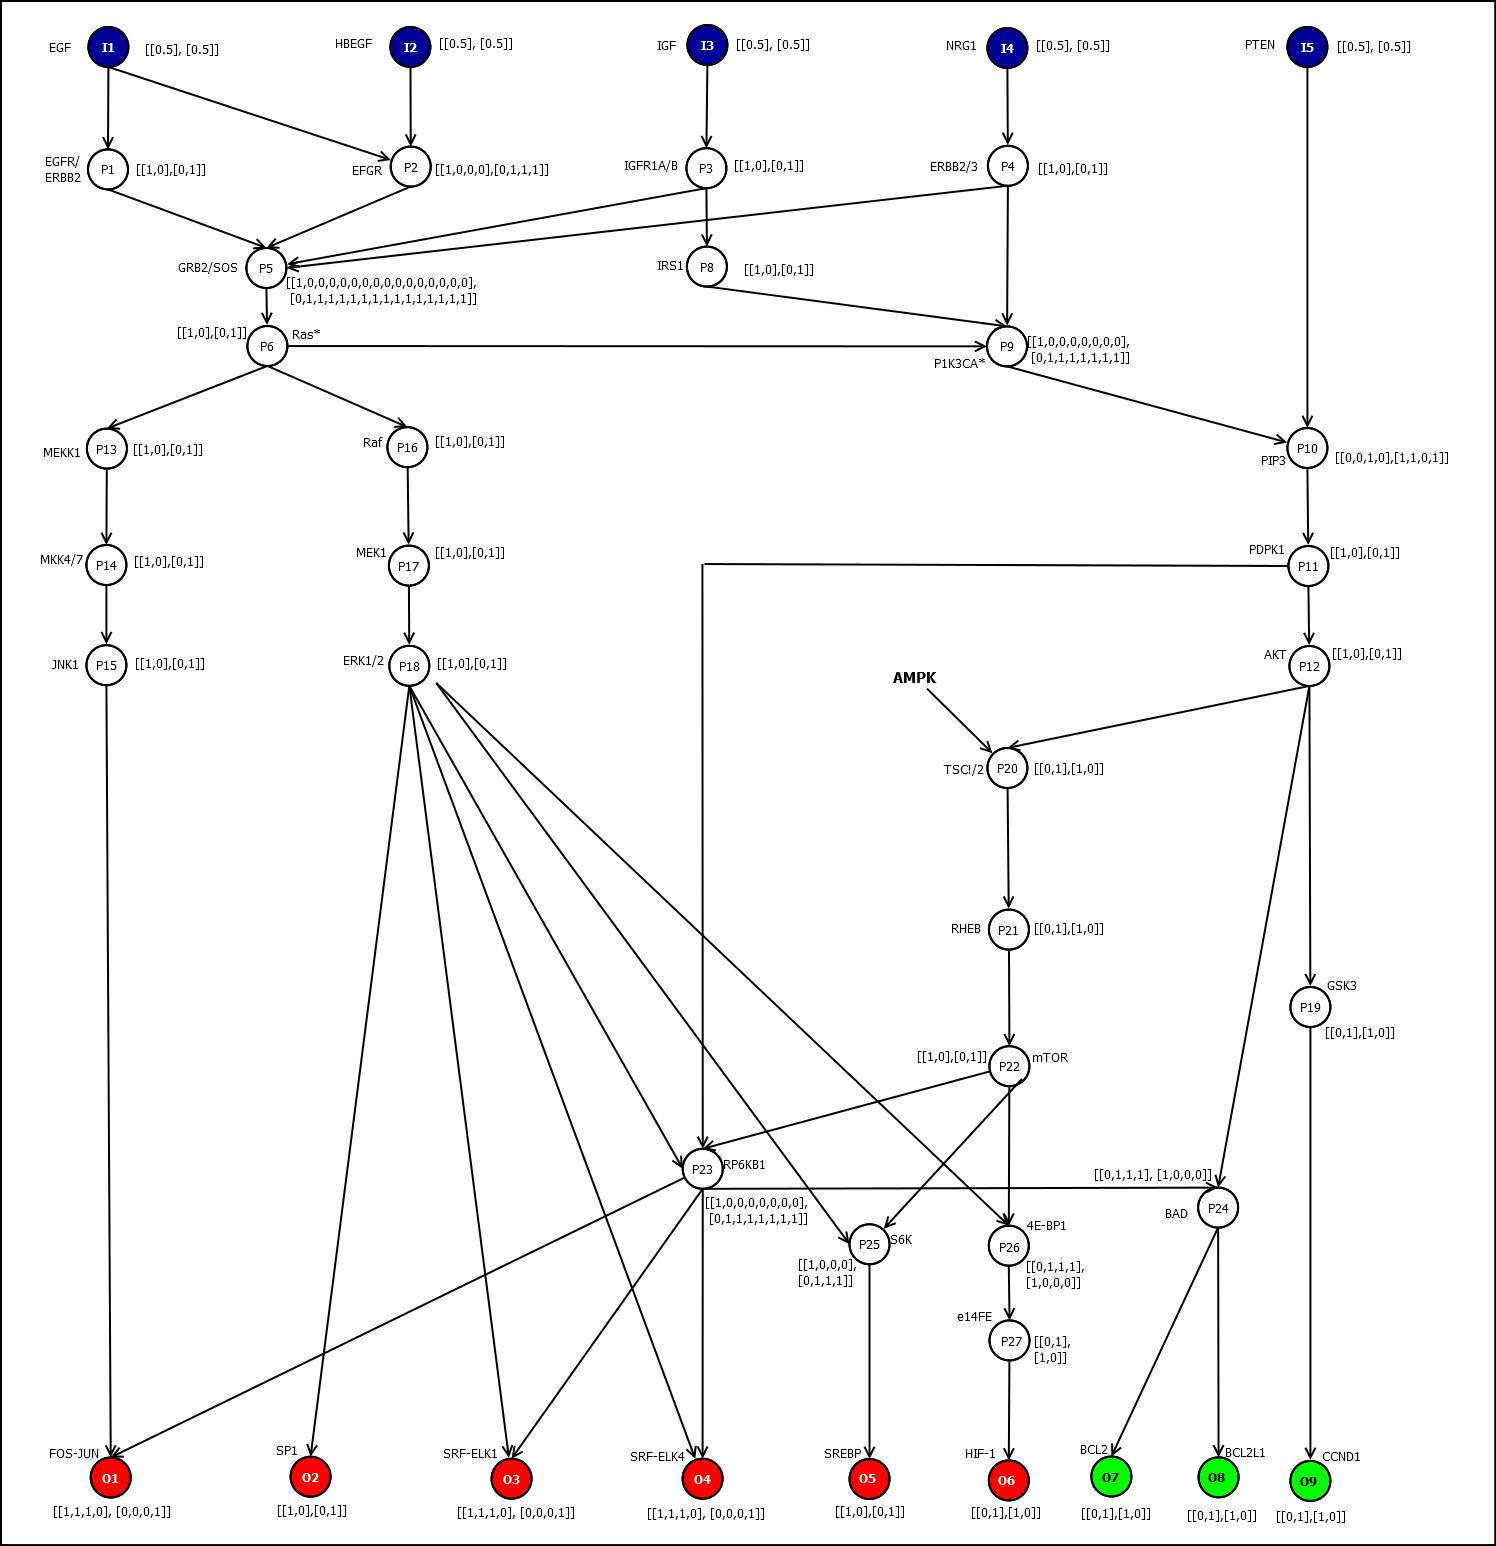 EGF I1 [[0.5], [0.5]]
HBEGF I2 [[0.5], [0.5]]
IGF I3 [[0.5], [0.5]]
NRG1 I4 [[0.5], [0.5]]
PTEN I5 [[0.5], [0.5]]
EGFR/
ERBB2
P1 [[1,0],[0,1]]
EFGR P2 [[1,0,0,0],[0,1,1,1]]
IGFR1A/B P3 [[1,0],[0,1]]
ERBB2/3 P4 [[1,0],[0,1]]
GRB2/SOS P5
[[1,0,0,0,0,0,0,0,0,0,0,0,0,0,0,0],
[0,1,1,1,1,1,1,1,1,1,1,1,1,1,1,1]]
IRS1 P8 [[1,0],[0,1]]
[[1,0],[0,1]] P6 Ras*
P9
[[1,0,0,0,0,0,0,0],
[0,1,1,1,1,1,1,1]]
P1K3CA*
MEKK1 P13 [[1,0],[0,1]]
Raf P16 [[1,0],[0,1]]
PIP3 P10 [[0,0,1,0],[1,1,0,1]]
MKK4/7 P14 [[1,0],[0,1]]
MEK1 P17 [[1,0],[0,1]]
PDPK1 P11 [[1,0],[0,1]]
JNK1 P15 [[1,0],[0,1]]
ERK1/2 P18 [[1,0],[0,1]]
AKT P12 [[1,0],[0,1]]
AMPK
TSC!/2 P20 [[0,1],[1,0]]
RHEB P21 [[0,1],[1,0]]
GSK3
P19
[[0,1],[1,0]]
[[1,0],[0,1]] P22 mTOR
P23 RP6KB1
[[1,0,0,0,0,0,0,0],
[0,1,1,1,1,1,1,1]]
[[0,1,1,1], [1,0,0,0]]
BAD P24
P25 S6K
[[1,0,0,0],
[0,1,1,1]]
4E-BP1
P26
[[0,1,1,1],
[1,0,0,0]]
e14FE
P27
[[0,1],
[1,0]]
FOS-JUN
O1
[[1,1,1,0], [0,0,0,1]]
SP1
O2
[[1,0],[0,1]]
SRF-ELK1
O3
[[1,1,1,0], [0,0,0,1]]
SRF-ELK4
O4
[[1,1,1,0], [0,0,0,1]]
SREBP
O5
[[1,0],[0,1]]
HIF-1
O6
[[0,1],[1,0]]
BCL2
O7
[[0,1],[1,0]]
BCL2L1
O8
[[0,1],[1,0]]
CCND1
O9
[[0,1],[1,0]]